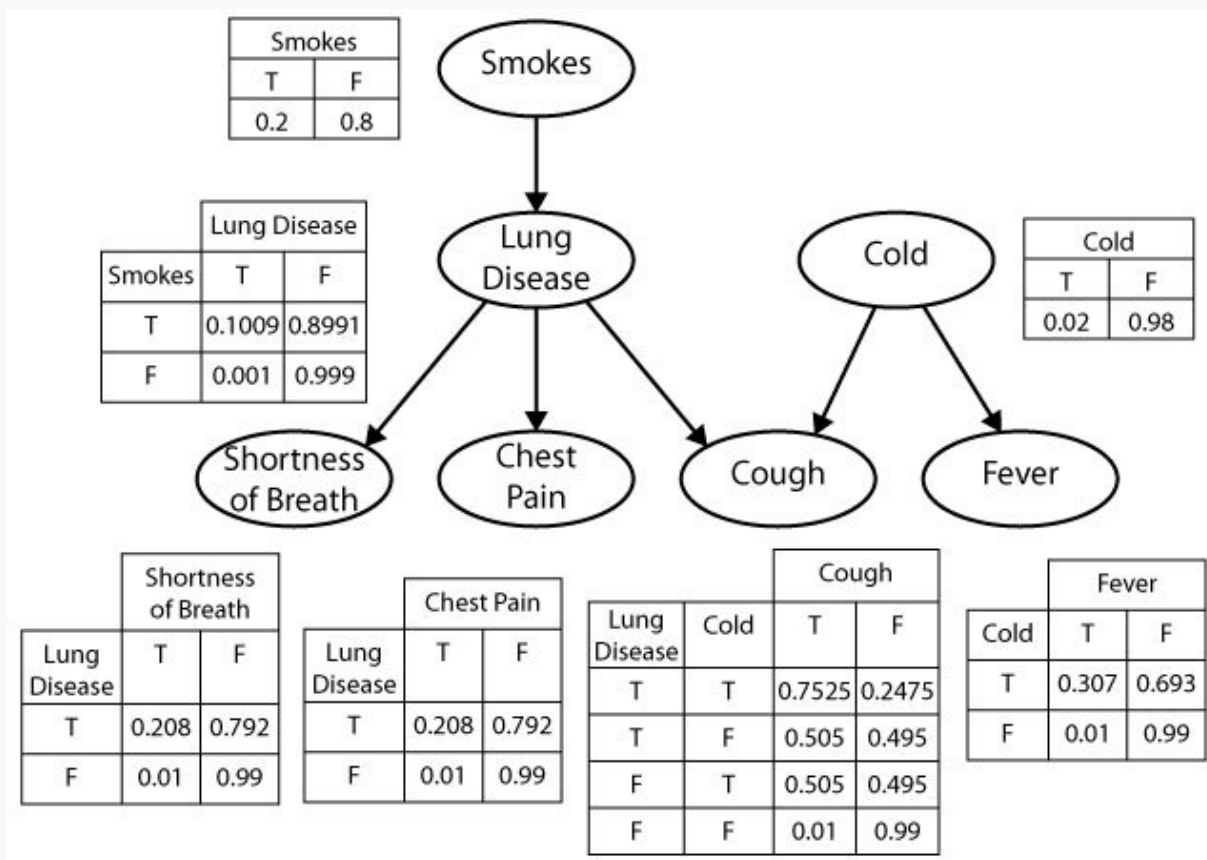 Smokes
T F
0.2 0.8
Smokes
Lung Disease
Smokes T F
T 0.1009 0.8991
F 0.001 0.999
Lung
Disease
Cold
Cold
T F
0.02 0.98
Shortness
of Breath
Chest
Pain
Cough
Fever
Shortness
of Breath
Lung
Disease T F
T 0.208 0.792
F 0.01 0.99
Chest Pain
Lung
Disease T F
T 0.208 0.792
F 0.01 0.99
Cough
Lung
Disease Cold T F
T T 0.7525 0.2475
T F 0.505 0.495
F T 0.505 0.495
F F 0.01 0.99
Fever
Cold T F
T 0.307 0.693
F 0.01 0.99